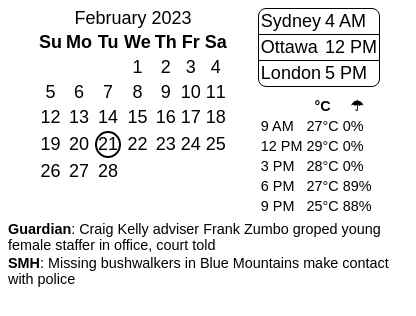 February 2023
Su Mo Tu We Th Fr Sa
1 2 3 4
5 6 7 8 9 10 11
12 13 14 15 16 17 18
19 20 21 22 23 24 25
26 27 28
Sydney 4 AM
Ottawa 12 PM
London 5 PM
°C ☂
9 AM 27°C 0%
12 PM 29°C 0%
3 PM 28°C 0%
6 PM 27°C 89%
9 PM 25°C 88%
Guardian: Craig Kelly adviser Frank Zumbo groped young
female staffer in office, court told
SMH: Missing bushwalkers in Blue Mountains make contact
with police